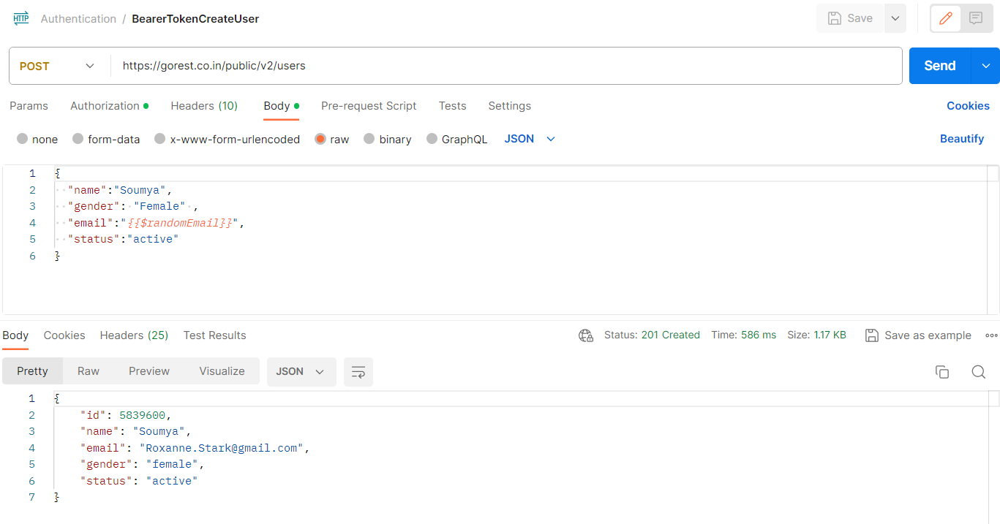 HTTP Authentication / BearerTokenCreateUser Save
POST https://gorest.co.in/public/v2/users Send
Params Authorization Headers (10) Body Pre-request Script Tests Settings Cookies
none form-data x-www-form-urlencoded raw binary GraphQL JSON Beautify
1 {
2 "name":"Soumya",
3 "gender": "Female" ,
4 "email":"{{$randomEmail}}",
5 "status":"active"
6 }
Body Cookies Headers (25) Test Results Status: 201 Created Time: 586 ms Size: 1.17 KB Save as example
Pretty Raw Preview Visualize JSON
1 {
2 "id": 5839600,
3 "name": "Soumya",
4 "email": "Roxanne.Stark@gmail.com",
5 "gender": "female",
6 "status": "active"
7 }